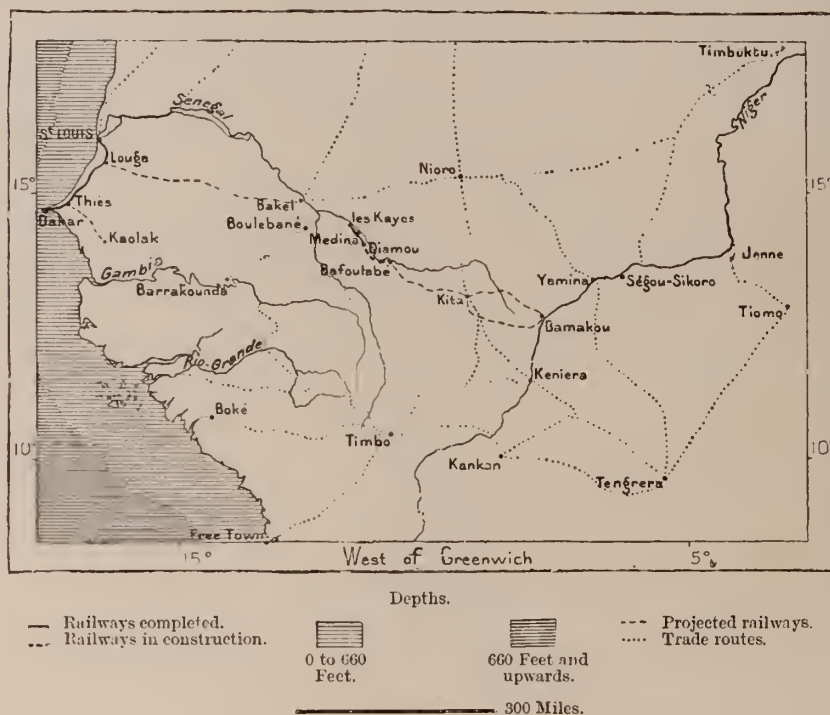 Timbuktu
Senegal
Niger
St LOUIS
Louga
Nioro
15°
15°
Thiès
Bakel
les Kayes
Dakar
Boulebane
Medina
Diamou
Kaolak
Jenne
Bafoulabe
Gambia
Yamina
Ségou-Sikoro
Barrakounda
Kita
Tiomo
Bamakou
Rio-Grande
Keniera
Boké
Timbo
10°
10°
Kankan
Tengrera
Free Town
15°
West of Greenwich
5°
Depths.
Railways completed.
Railways in construction.
0 to 660
Feet.
660 Feet and
upwards.
Projected railways.
Trade routes.
300 Miles.